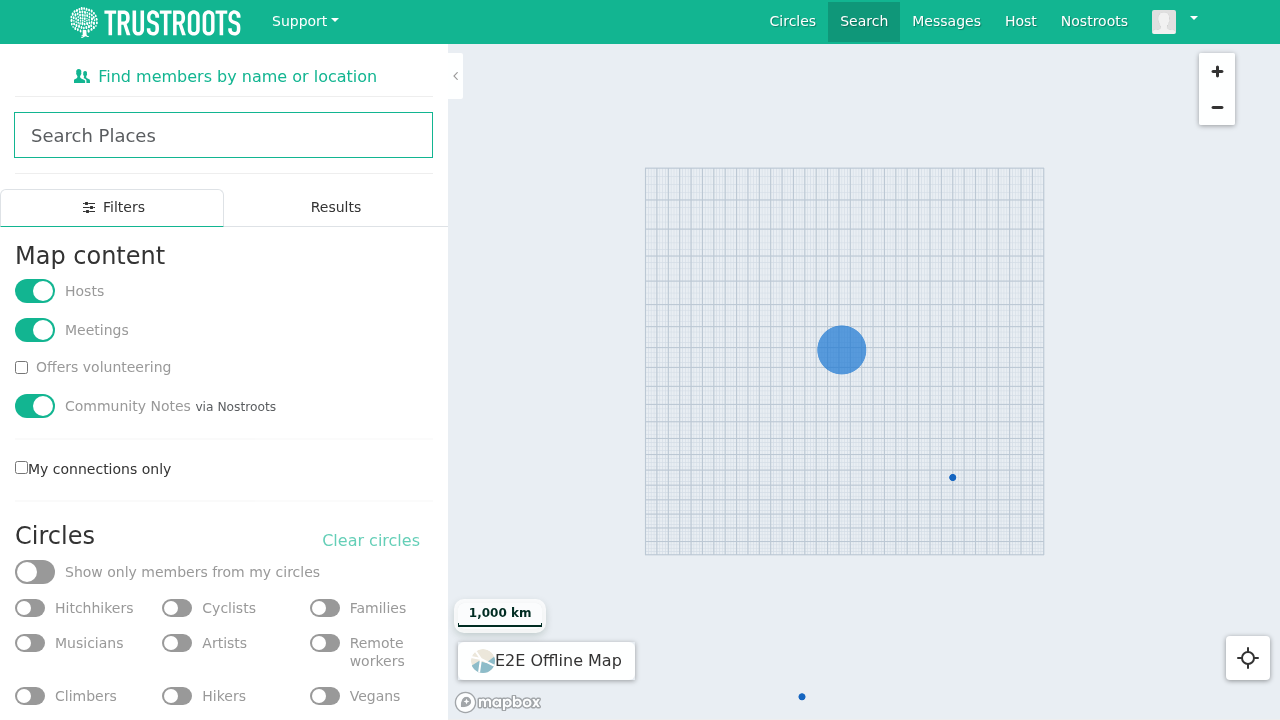 TRUSTROOTS
Support
Circles
Search
Messages
Host
Nostroots
Find members by name or location
Search Places
Filters
Results
Map content
Hosts
Meetings
Offers volunteering
Community Notes via Nostroots
My connections only
Circles
Clear circles
Show only members from my circles
Hitchhikers
Cyclists
Families
Musicians
Artists
Remote
workers
Climbers
Hikers
Vegans
1,000 km
E2E Offline Map
mapbox